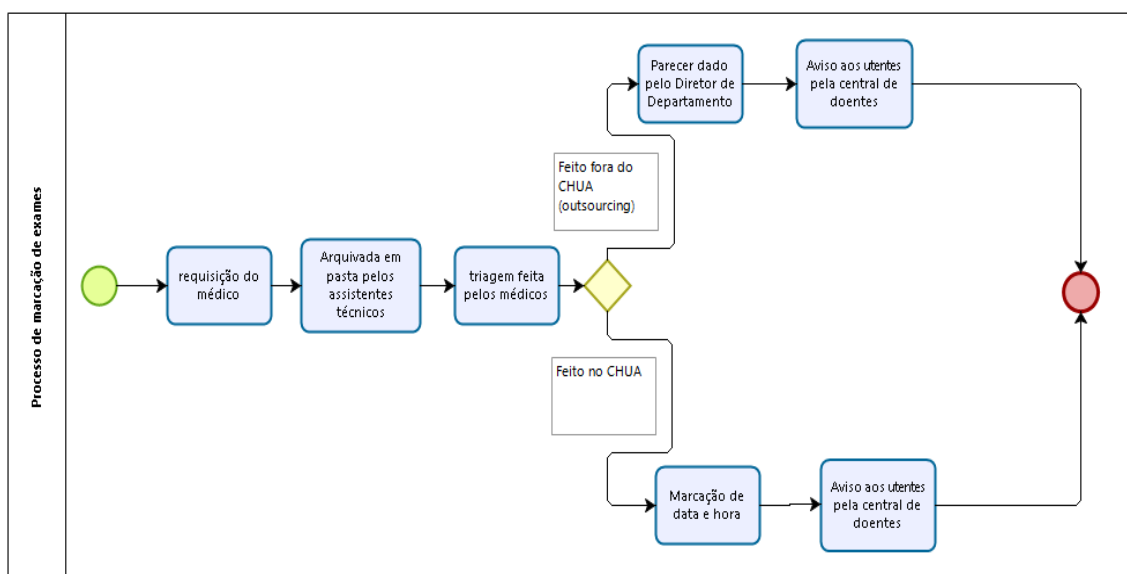 Processo de marcação de exames
requisição do
médico
Arquivada em
pasta pelos
assistentes
técnicos
triagem feita
pelos médicos
Feito fora do
CHUA
(outsourcing)
Parecer dado
pelo Diretor de
Departamento
Aviso aos utentes
pela central de
doentes
Feito no CHUA
Marcação de
data e hora
Aviso aos utentes
pela central de
doentes